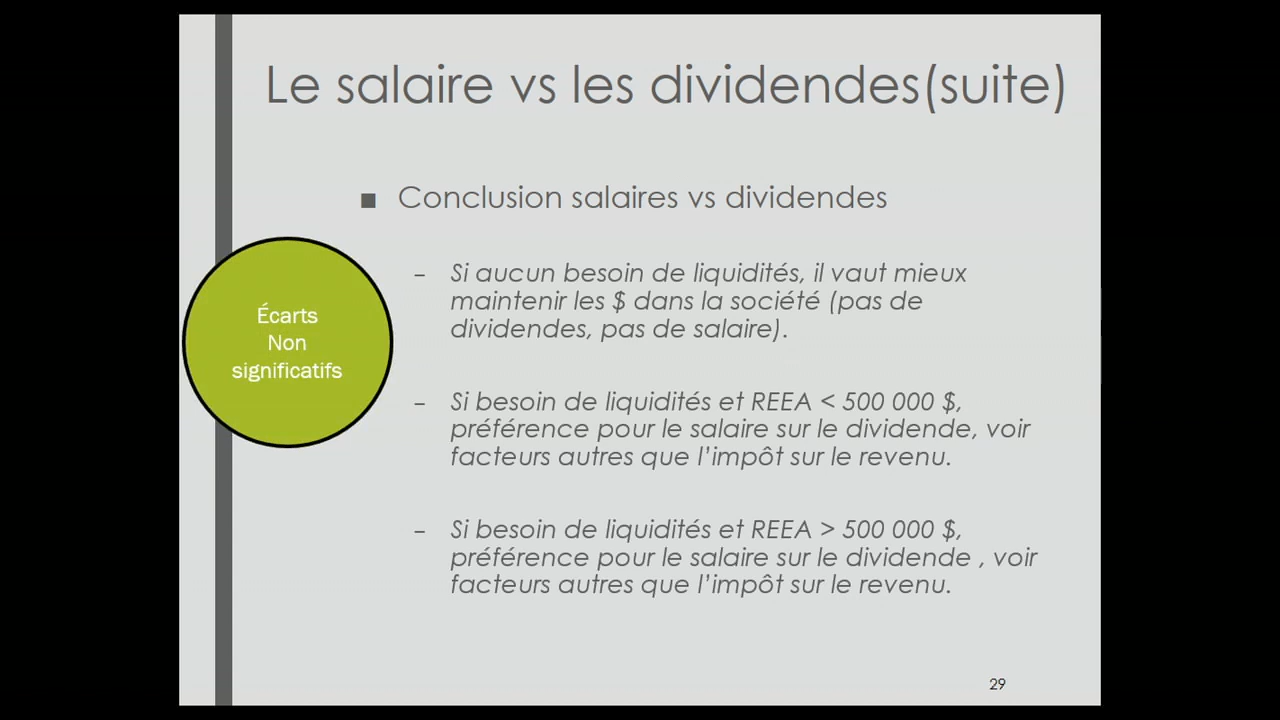 Le salaire vs les dividendes(suite)
■ Conclusion salaires vs dividendes
Écarts
Non
significatifs
– Si aucun besoin de liquidités, il vaut mieux
maintenir les $ dans la société (pas de
dividendes, pas de salaire).
– Si besoin de liquidités et REEA < 500 000 $,
préférence pour le salaire sur le dividende, voir
facteurs autres que l’impôt sur le revenu.
– Si besoin de liquidités et REEA > 500 000 $,
préférence pour le salaire sur le dividende , voir
facteurs autres que l’impôt sur le revenu.
29